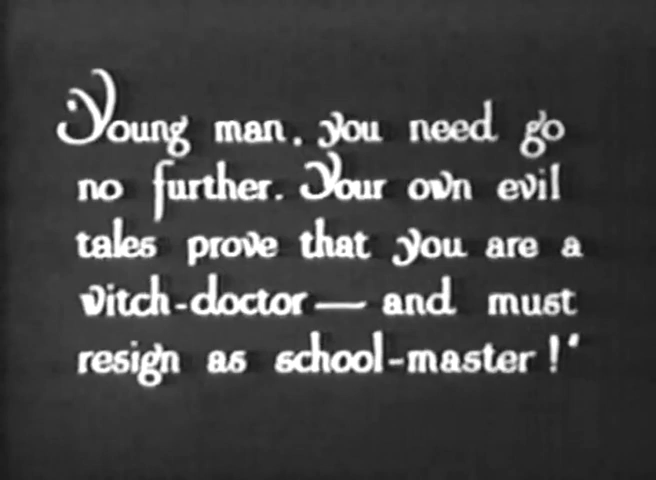 Young man, you need go
no further. Your own evil
tales prove that you are a
witch-doctor — and must
resign as school-master!'